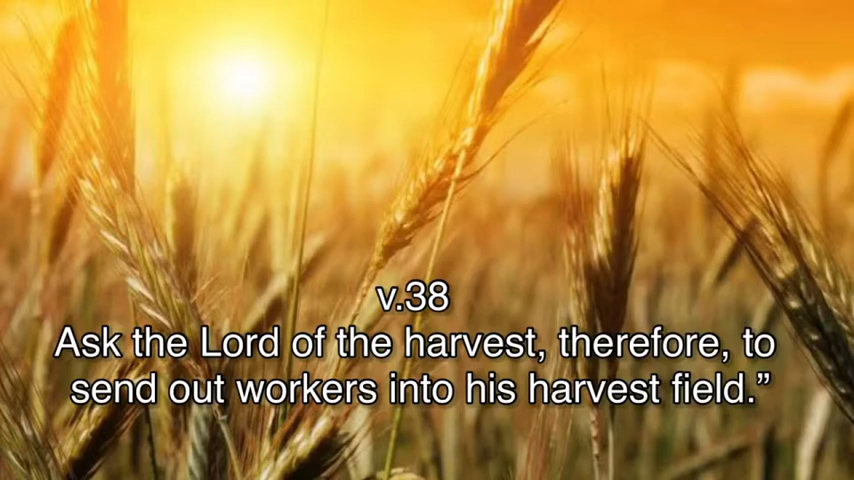 v.38
Ask the Lord of the harvest, therefore, to
send out workers into his harvest field.”